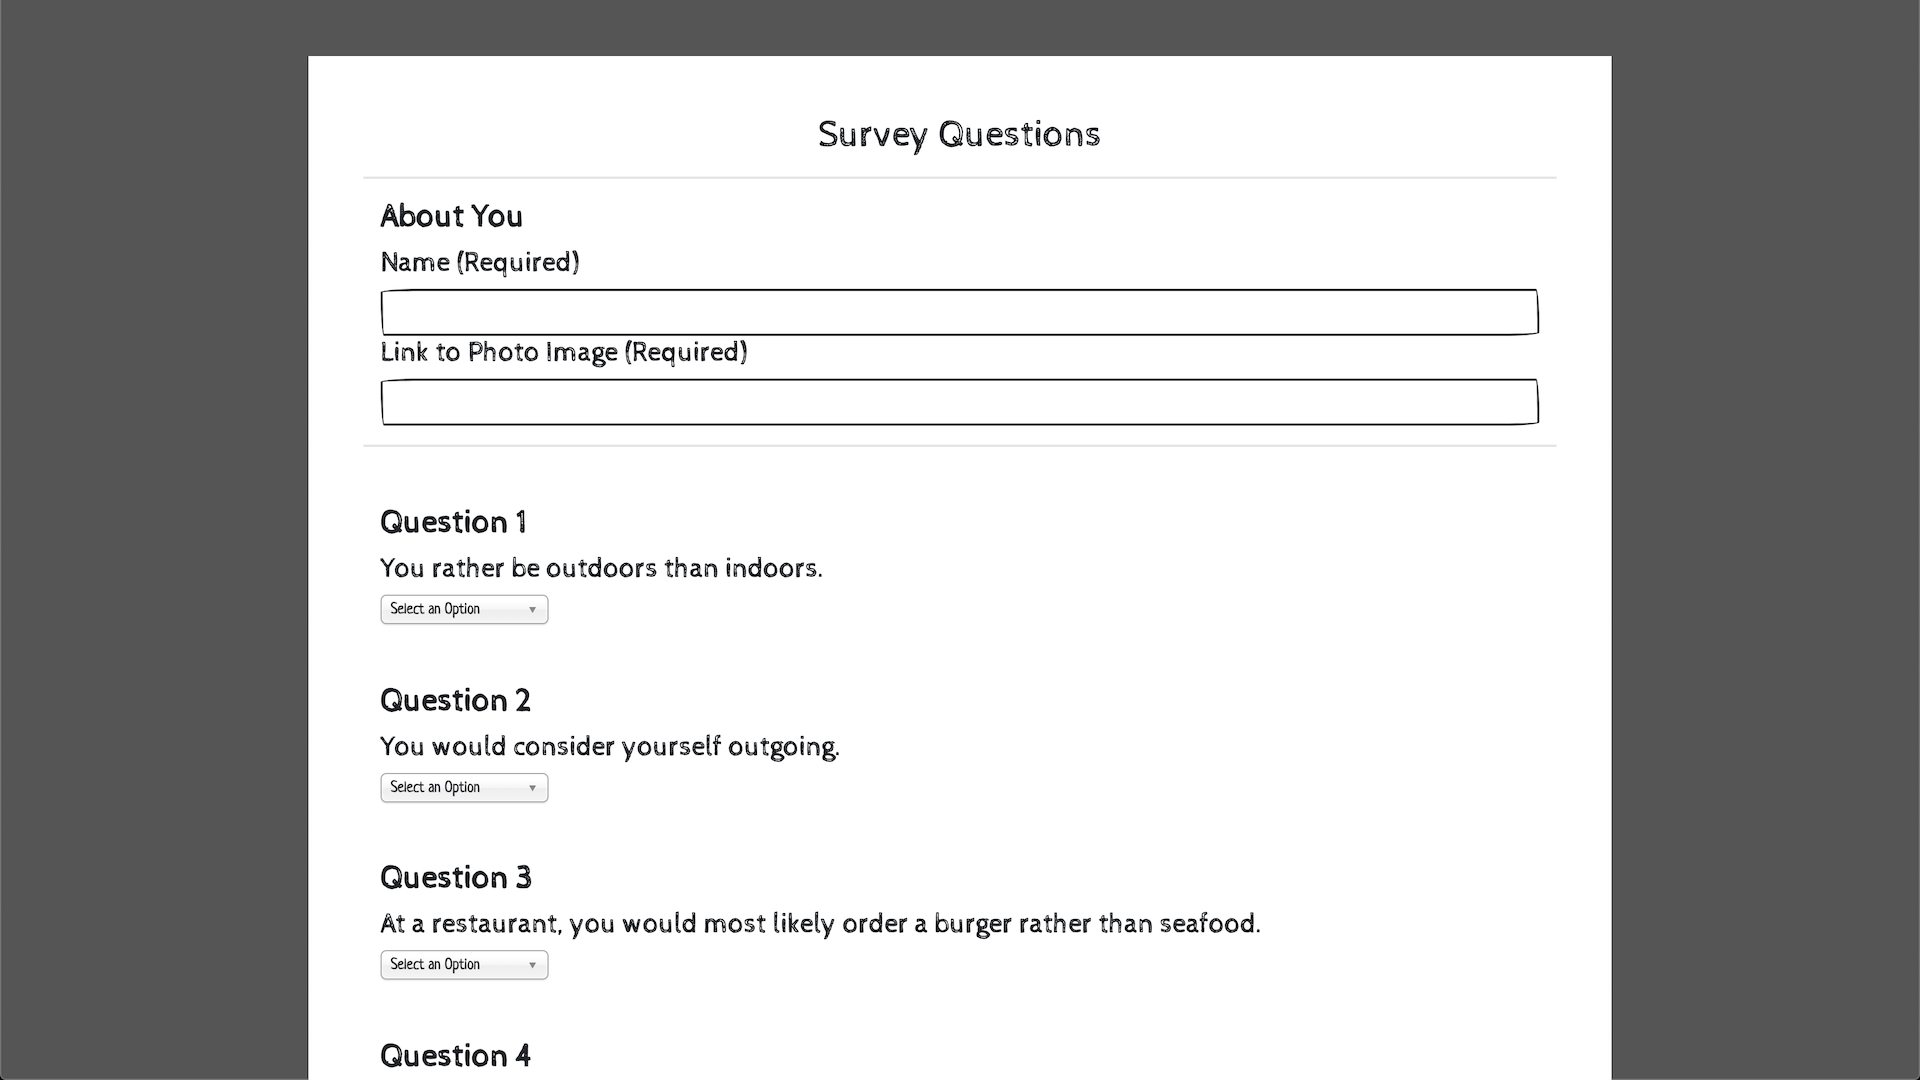 Survey Questions
About You
Name (Required)
Link to Photo Image (Required)
Question 1
You rather be outdoors than indoors.
Select an Option
Question 2
You would consider yourself outgoing.
Select an Option
Question 3
At a restaurant, you would most likely order a burger rather than seafood.
Select an Option
Question 4